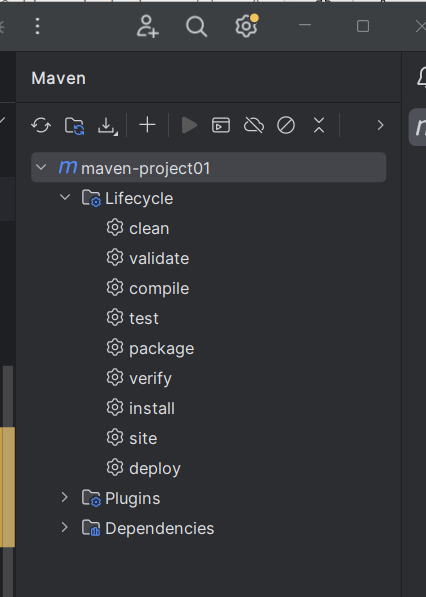 Maven
maven-project01
Lifecycle
clean
validate
compile
test
package
verify
install
site
deploy
Plugins
Dependencies